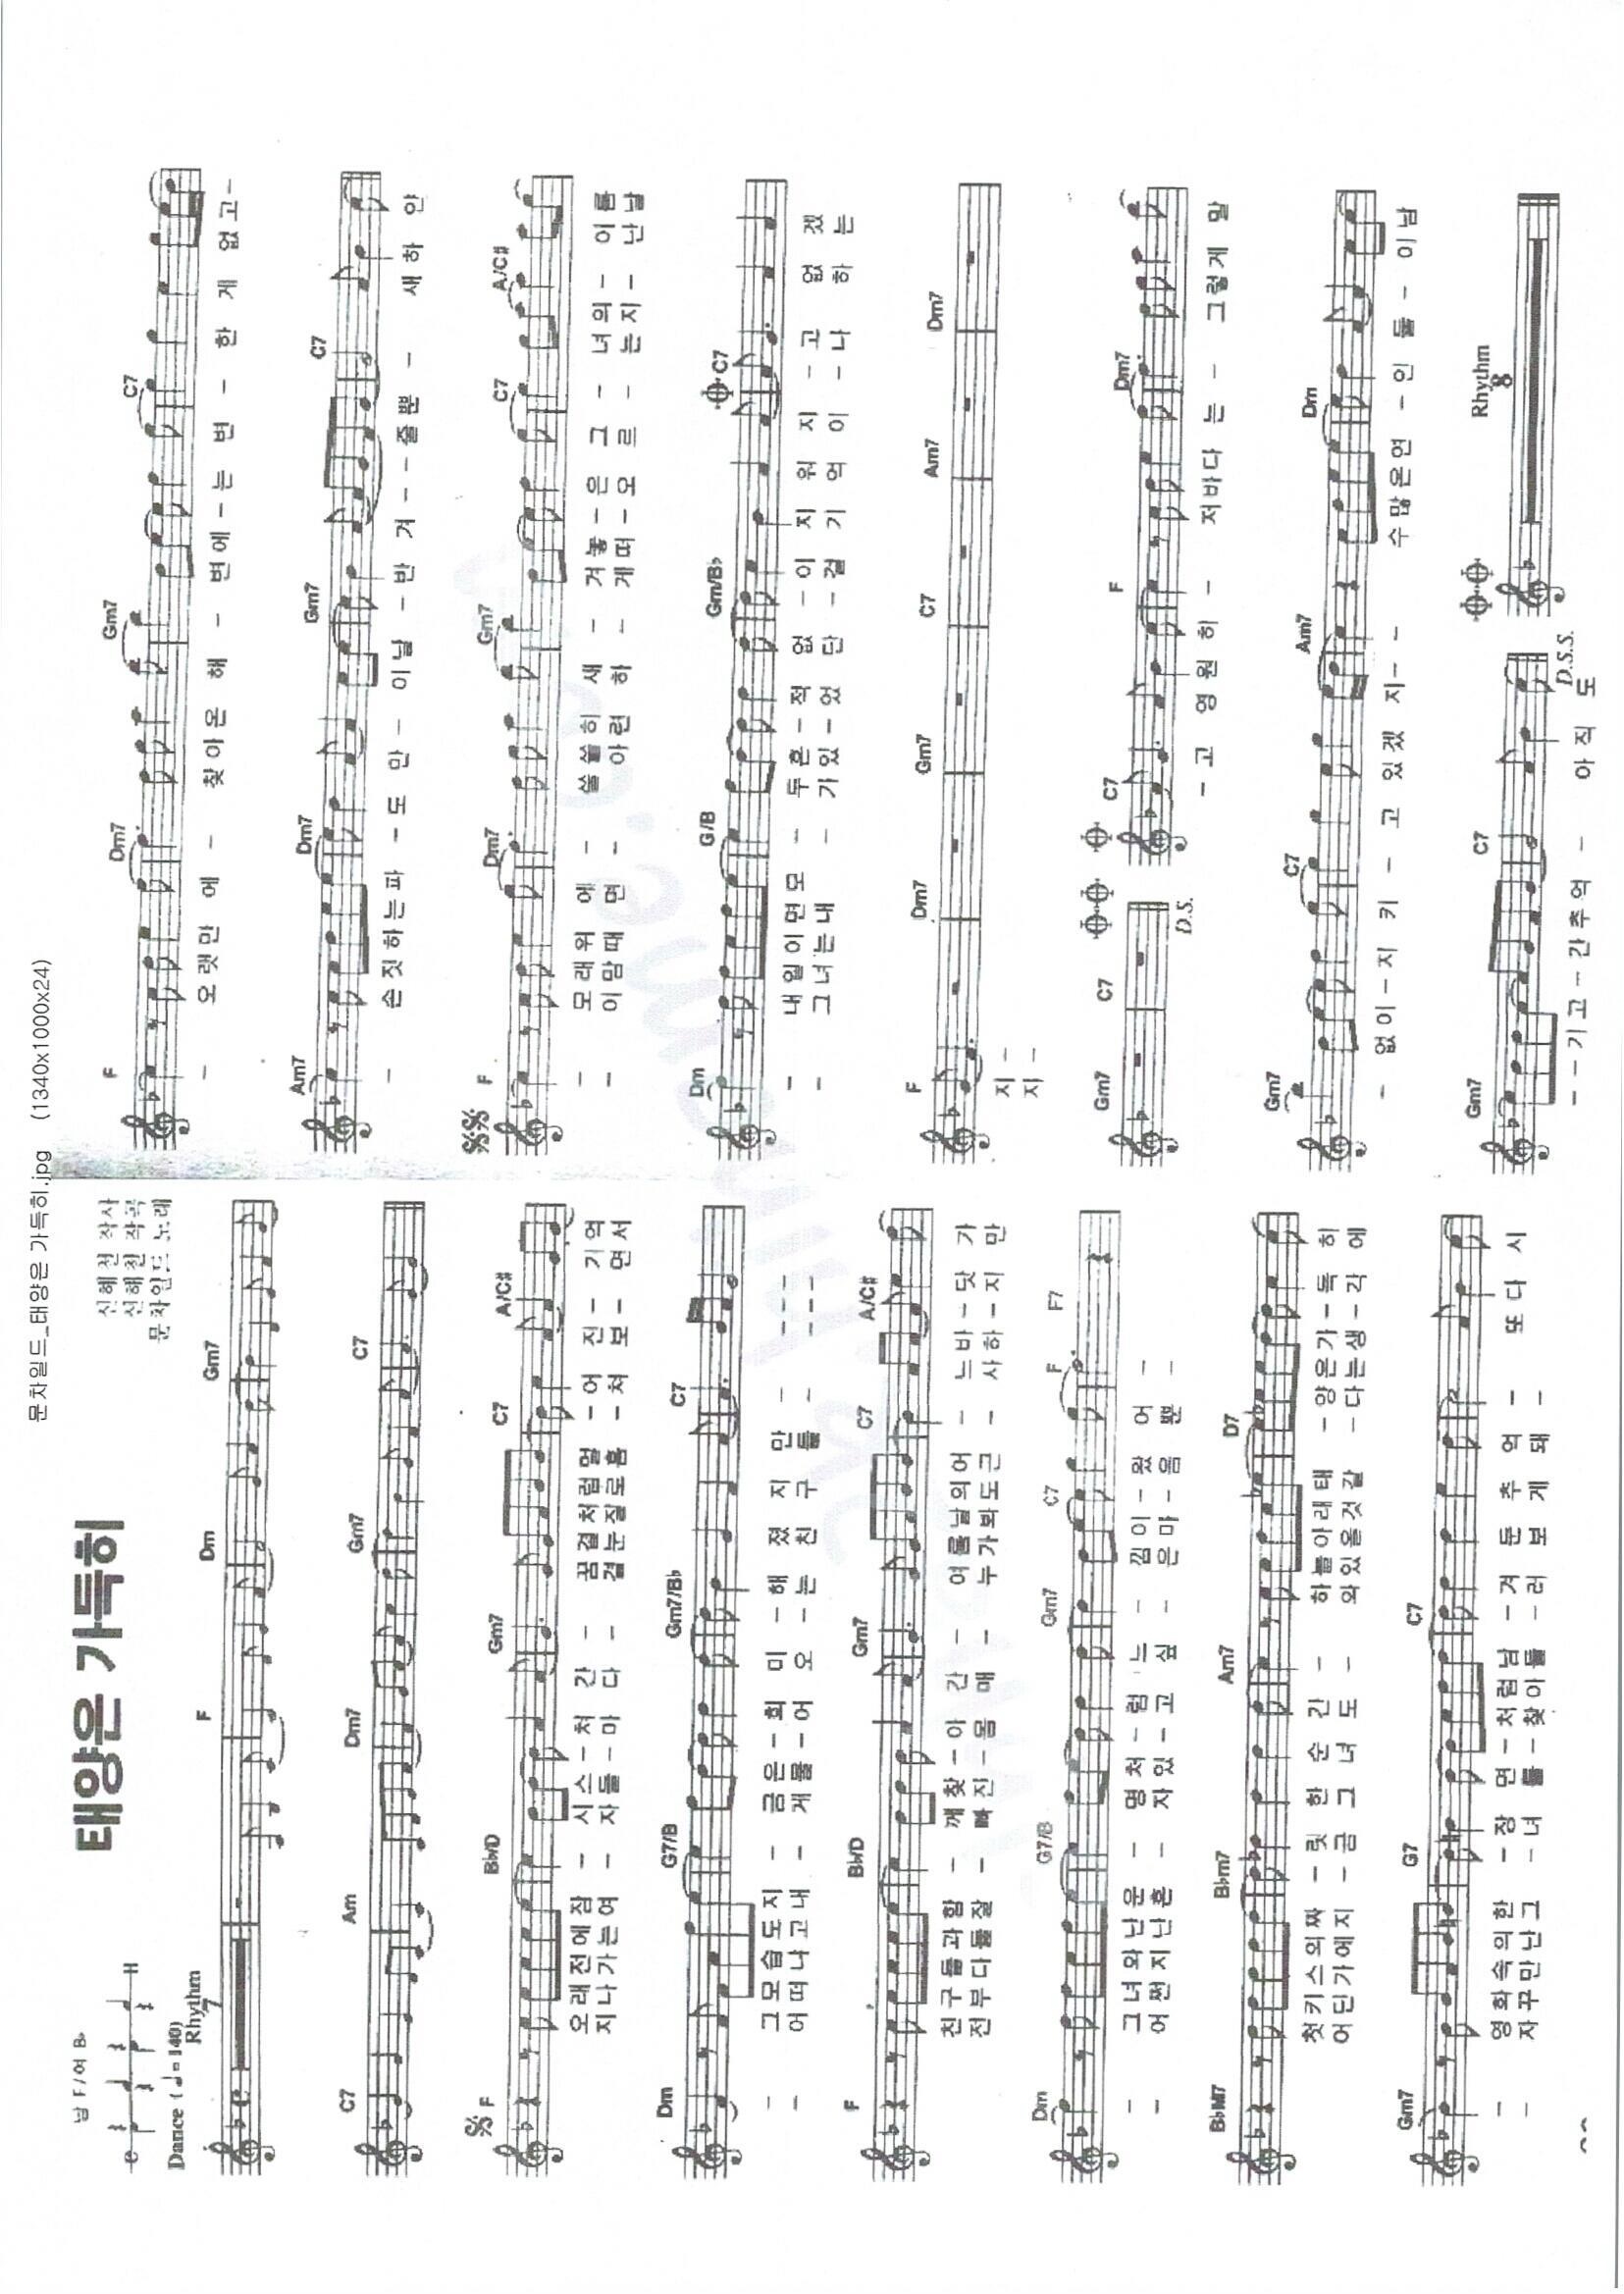 문차일드_태양은 가득히.jpg (1340x1000x24)
남 F/여 B♭
태양은 가득히
신해철 작사
신해철 작곡
문차일드 노래
Dance (♩=140)
Rhythm
7
F Dm Gm7
C7 Am Dm7 Gm7 C7
F B♭/D Gm7 C7 A/C♯
오래전에잠 - 시스-쳐 간 - 꿈결처럼멀 -어 진- 기억
지나가는여 - 자들-마 다 - 곁눈질로훔 -쳐 보- 면서
Dm G7/B Gm7/B♭ C7
- 그모습도지 - 금은-희 미 -해 졌 지 만 - ---
- 어떠냐고내 - 게물-어 오 -는 친 구 들 - ---
F B♭/D Gm7 C7 A/C♯
친구들과함 - 께찾-아 간 - 여름날의어 - 느바-닷 가
전부다들잘 - 빠진-몸 매 - 누가봐도근 - 사하-지 만
Dm G7/B Gm7 C7 F F7
- 그녀와난운 - 명처-럼 느 - 낌이-왔 어 -
- 어쩐지난혼 - 자있-고 싶 - 은마-음 뿐 -
B♭M7 B♭m7 Am7 D7
첫키스의짜 -릿 한 순 간 - 하늘아래태 -양은가-득 히
어딘가에지 -금 그 녀 도 - 와있을것같 -다는생-각 에
Gm7 G7 C7
- 영화속의한 -장 면-처럼남 -겨 둔 추 억 - 또 다 시
- 자꾸만난그 -녀 를-찾아들 -러 보 게 돼 -
F Dm7 Gm7 C7
- 오랫만 에 - 찾아온 해 - 변에-는 변 - 한 게 없고-
Am7 Dm7 Gm7 C7
- 손짓하는파 -도 만- 이날 -반 겨--줄뿐 - 새하 얀
F Dm7 Gm7 C7 A/C♯
- 모래위 에 - 쓸쓸히 새 - 겨놓-은 그 - 녀의- 이름
- 이맘때 면 - 아련 하 - 게떠-오 르 - 는지- 난날
Dm G/B Gm/B♭ C7
- 내일이면모 - 두흔-적 없 -이 지 워 지 -고 없 겠
- 그녀는내 - 가있-었 단 -걸 기 억 이 -나 하 는
F Dm7 Gm7 C7 Am7 Dm7
지 -
지 -
Gm7 C7
D.S.
C7 F Dm7
-고 영원 히 - 저바다 는 - 그렇게 말
Gm7 C7 Am7 Dm
- 없이-지 키 - 고 있겠 지-- 수많은연 -인 들- 이남
Gm7 C7
--기고-간추억 - 아직 도
D.S.S.
Rhythm
8